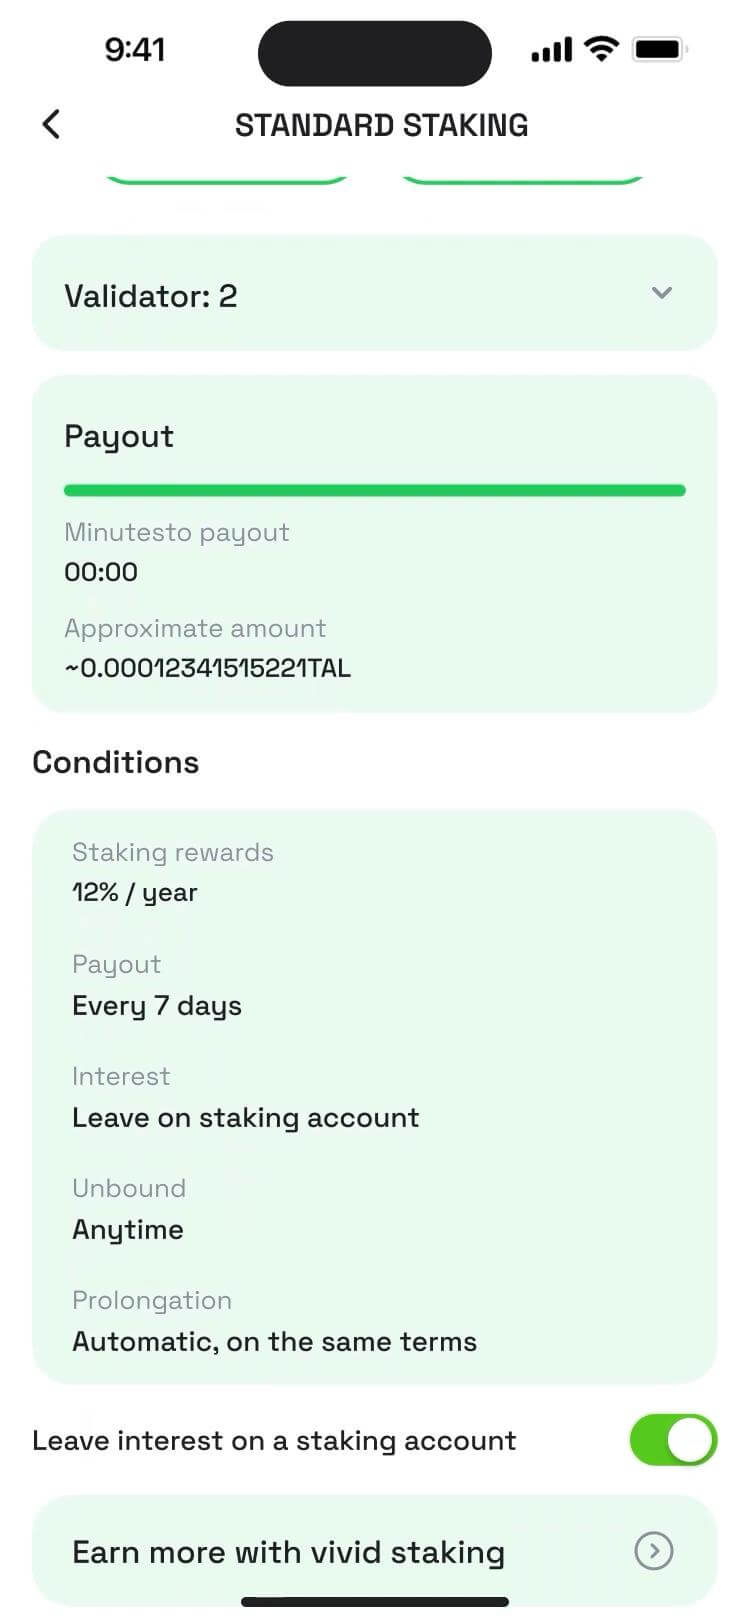 9:41
STANDARD STAKING
Validator: 2
Payout
Minutesto payout
00:00
Approximate amount
~0.00012341515221TAL
Conditions
Staking rewards
12% / year
Payout
Every 7 days
Interest
Leave on staking account
Unbound
Anytime
Prolongation
Automatic, on the same terms
Leave interest on a staking account
Earn more with vivid staking